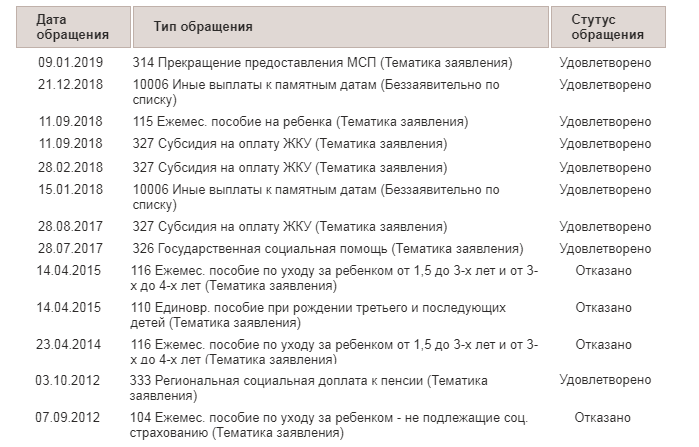 Дата обращения
Тип обращения
Стутус обращения
09.01.2019 314 Прекращение предоставления МСП (Тематика заявления) Удовлетворено
21.12.2018 10006 Иные выплаты к памятным датам (Беззаявительно по Удовлетворено
списку)
11.09.2018 115 Ежемес. пособие на ребенка (Тематика заявления) Удовлетворено
11.09.2018 327 Субсидия на оплату ЖКУ (Тематика заявления) Удовлетворено
28.02.2018 327 Субсидия на оплату ЖКУ (Тематика заявления) Удовлетворено
15.01.2018 10006 Иные выплаты к памятным датам (Беззаявительно по Удовлетворено
списку)
28.08.2017 327 Субсидия на оплату ЖКУ (Тематика заявления) Удовлетворено
28.07.2017 326 Государственная социальная помощь (Тематика заявления) Удовлетворено
14.04.2015 116 Ежемес. пособие по уходу за ребенком от 1,5 до 3-х лет и от 3- Отказано
х до 4-х лет (Тематика заявления)
14.04.2015 110 Единовр. пособие при рождении третьего и последующих Отказано
детей (Тематика заявления)
23.04.2014 116 Ежемес. пособие по уходу за ребенком от 1,5 до 3-х лет и от 3- Отказано
х до 4-х лет (Тематика заявления)
03.10.2012 333 Региональная социальная доплата к пенсии (Тематика Удовлетворено
заявления)
07.09.2012 104 Ежемес. пособие по уходу за ребенком - не подлежащие соц. Отказано
страхованию (Тематика заявления)